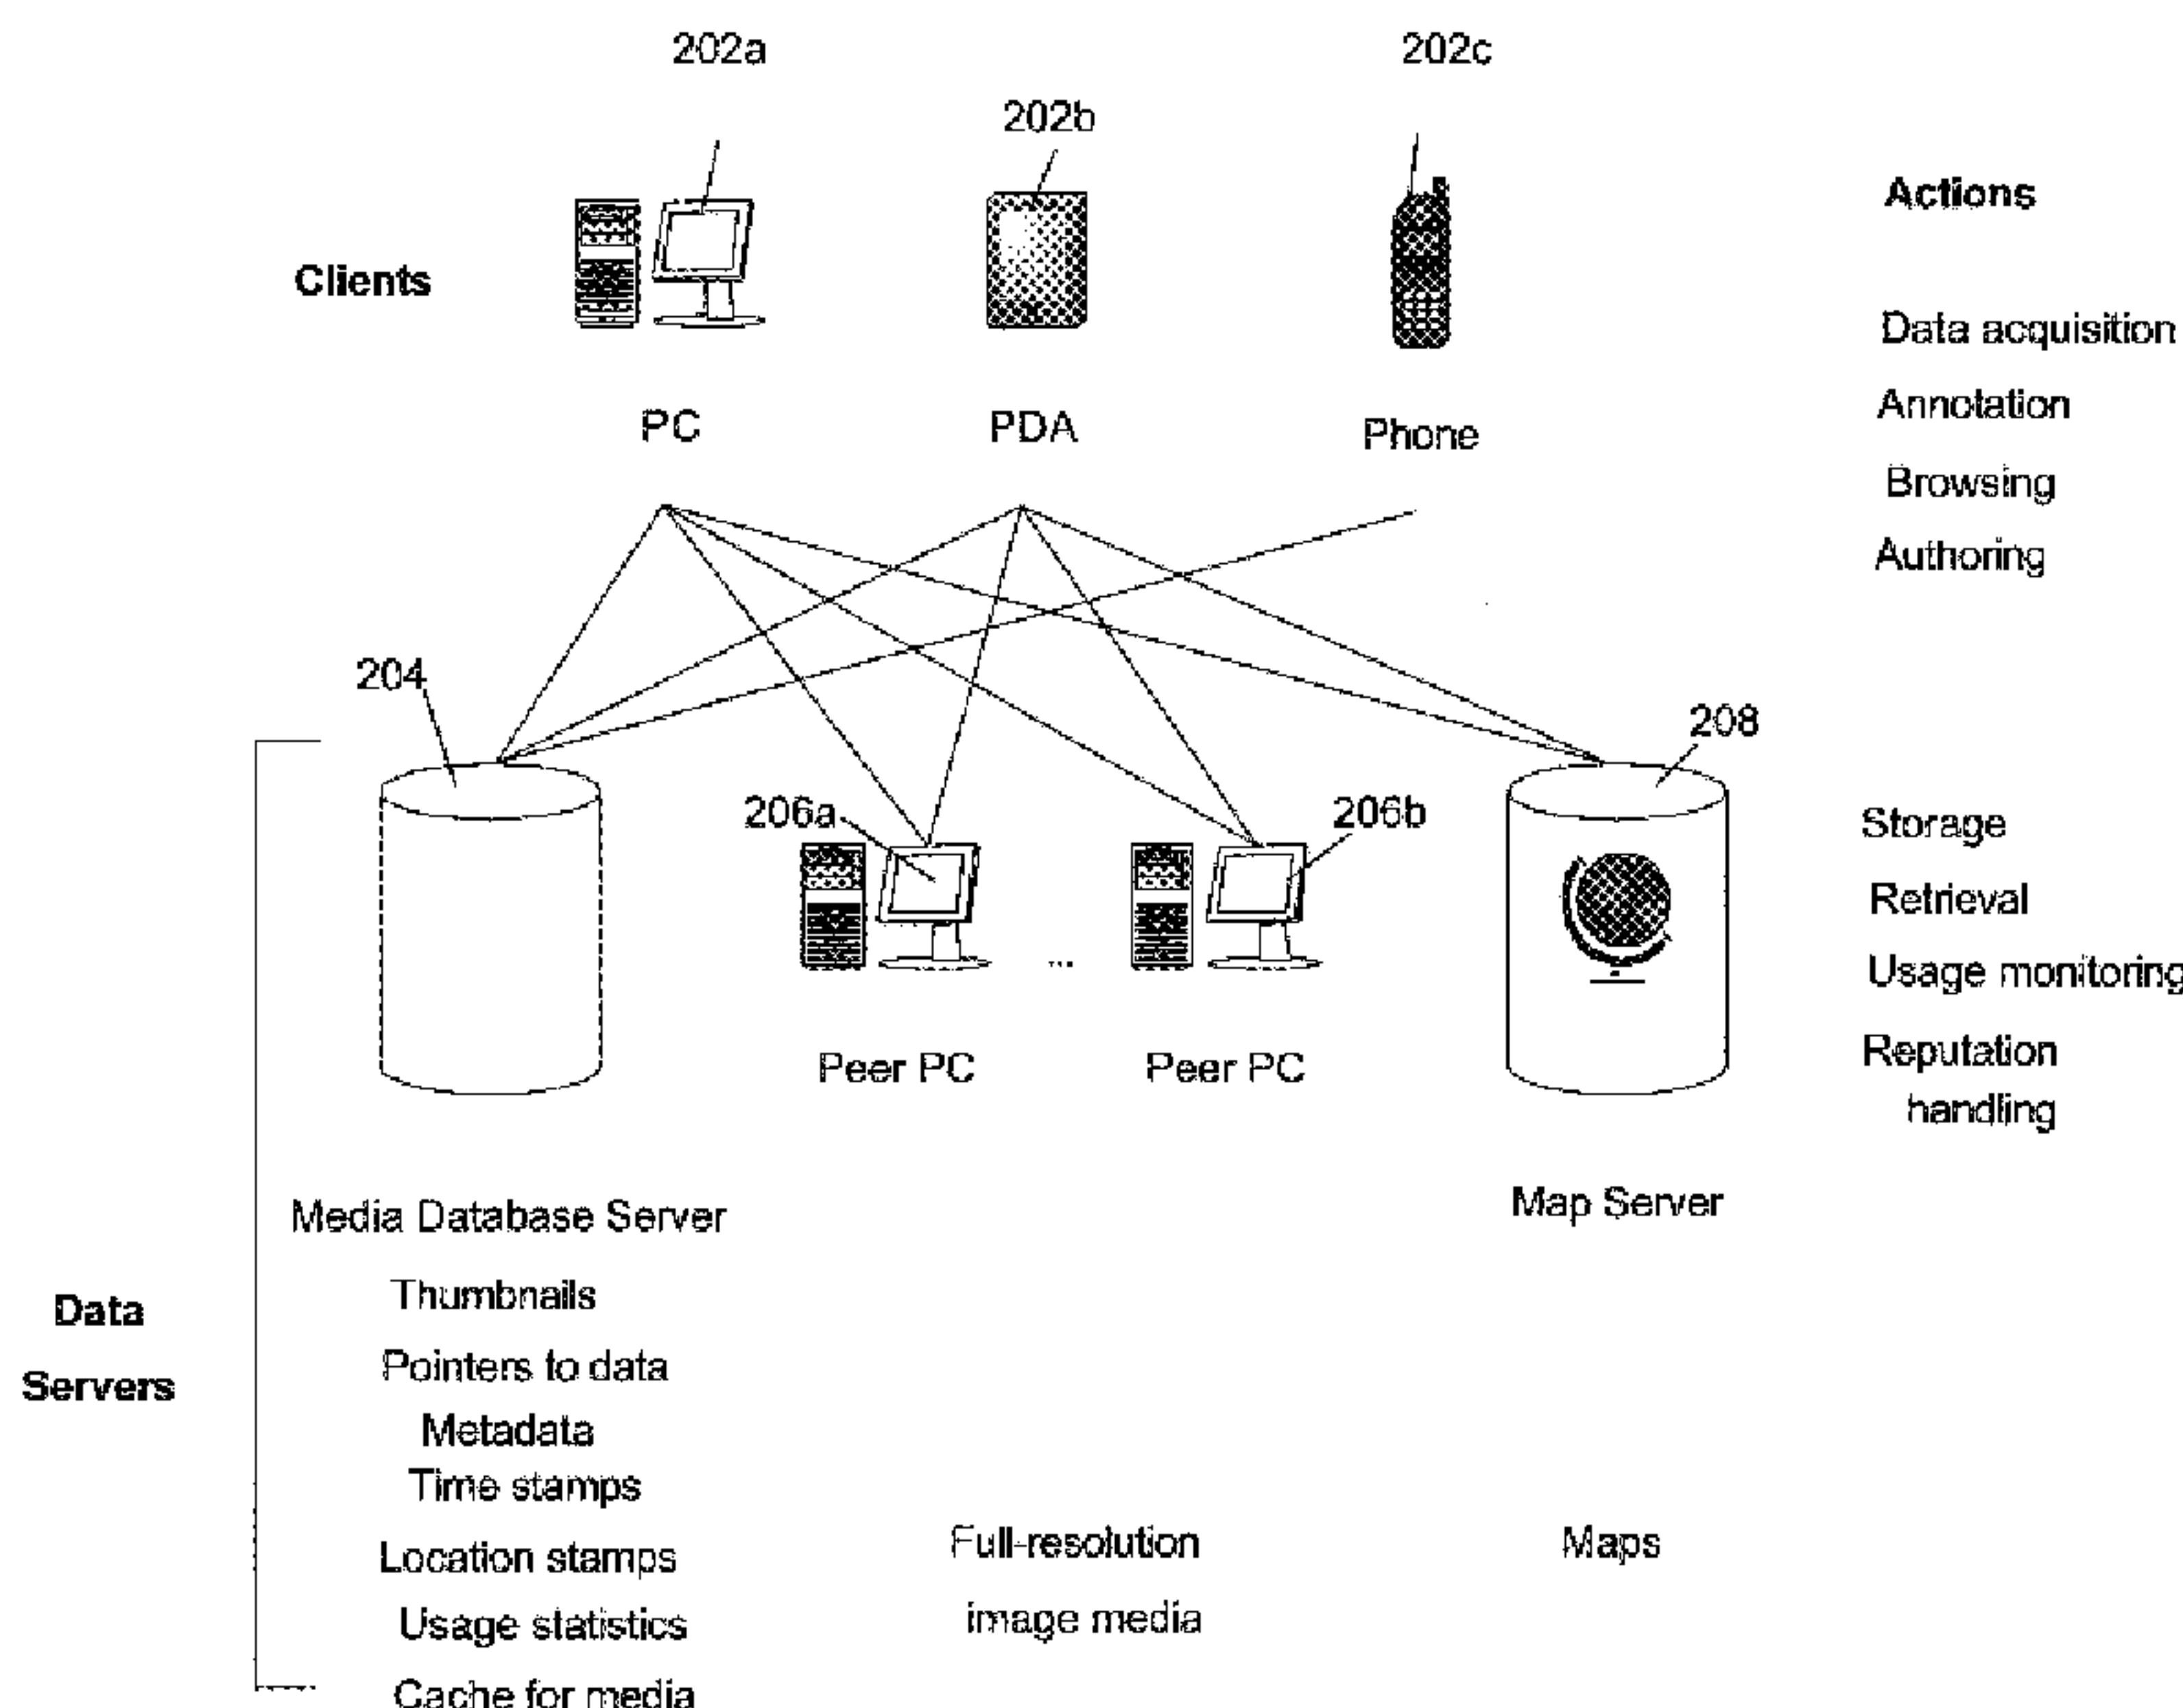 202a
202c
202b
Actions
Clients
Data acquisition
PC
PDA
Phone
Annotation
Browsing
Authoring
204
208
206a
206b
Storage
Retrieval
Usage monitoring
Reputation
handling
...
Peer PC
Peer PC
Media Database Server
Map Server
Thumbnails
Data
Servers
Pointers to data
Metadata
Time stamps
Location stamps
Usage statistics
Cache for media
Full-resolution
image media
Maps